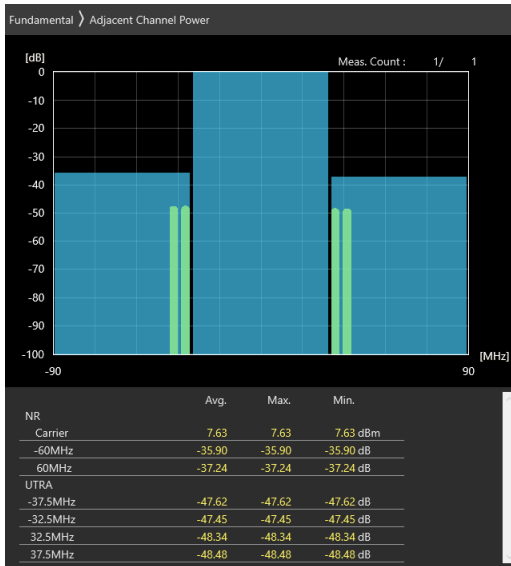 Fundamental 〉 Adjacent Channel Power
[dB]
Meas. Count : 1/ 1
0
-10
-20
-30
-40
-50
-60
-70
-80
-90
-100
[MHz]
-90 90
Avg. Max. Min.
NR
Carrier 7.63 7.63 7.63 dBm
-60MHz -35.90 -35.90 -35.90 dB
60MHz -37.24 -37.24 -37.24 dB
UTRA
-37.5MHz -47.62 -47.62 -47.62 dB
-32.5MHz -47.45 -47.45 -47.45 dB
32.5MHz -48.34 -48.34 -48.34 dB
37.5MHz -48.48 -48.48 -48.48 dB